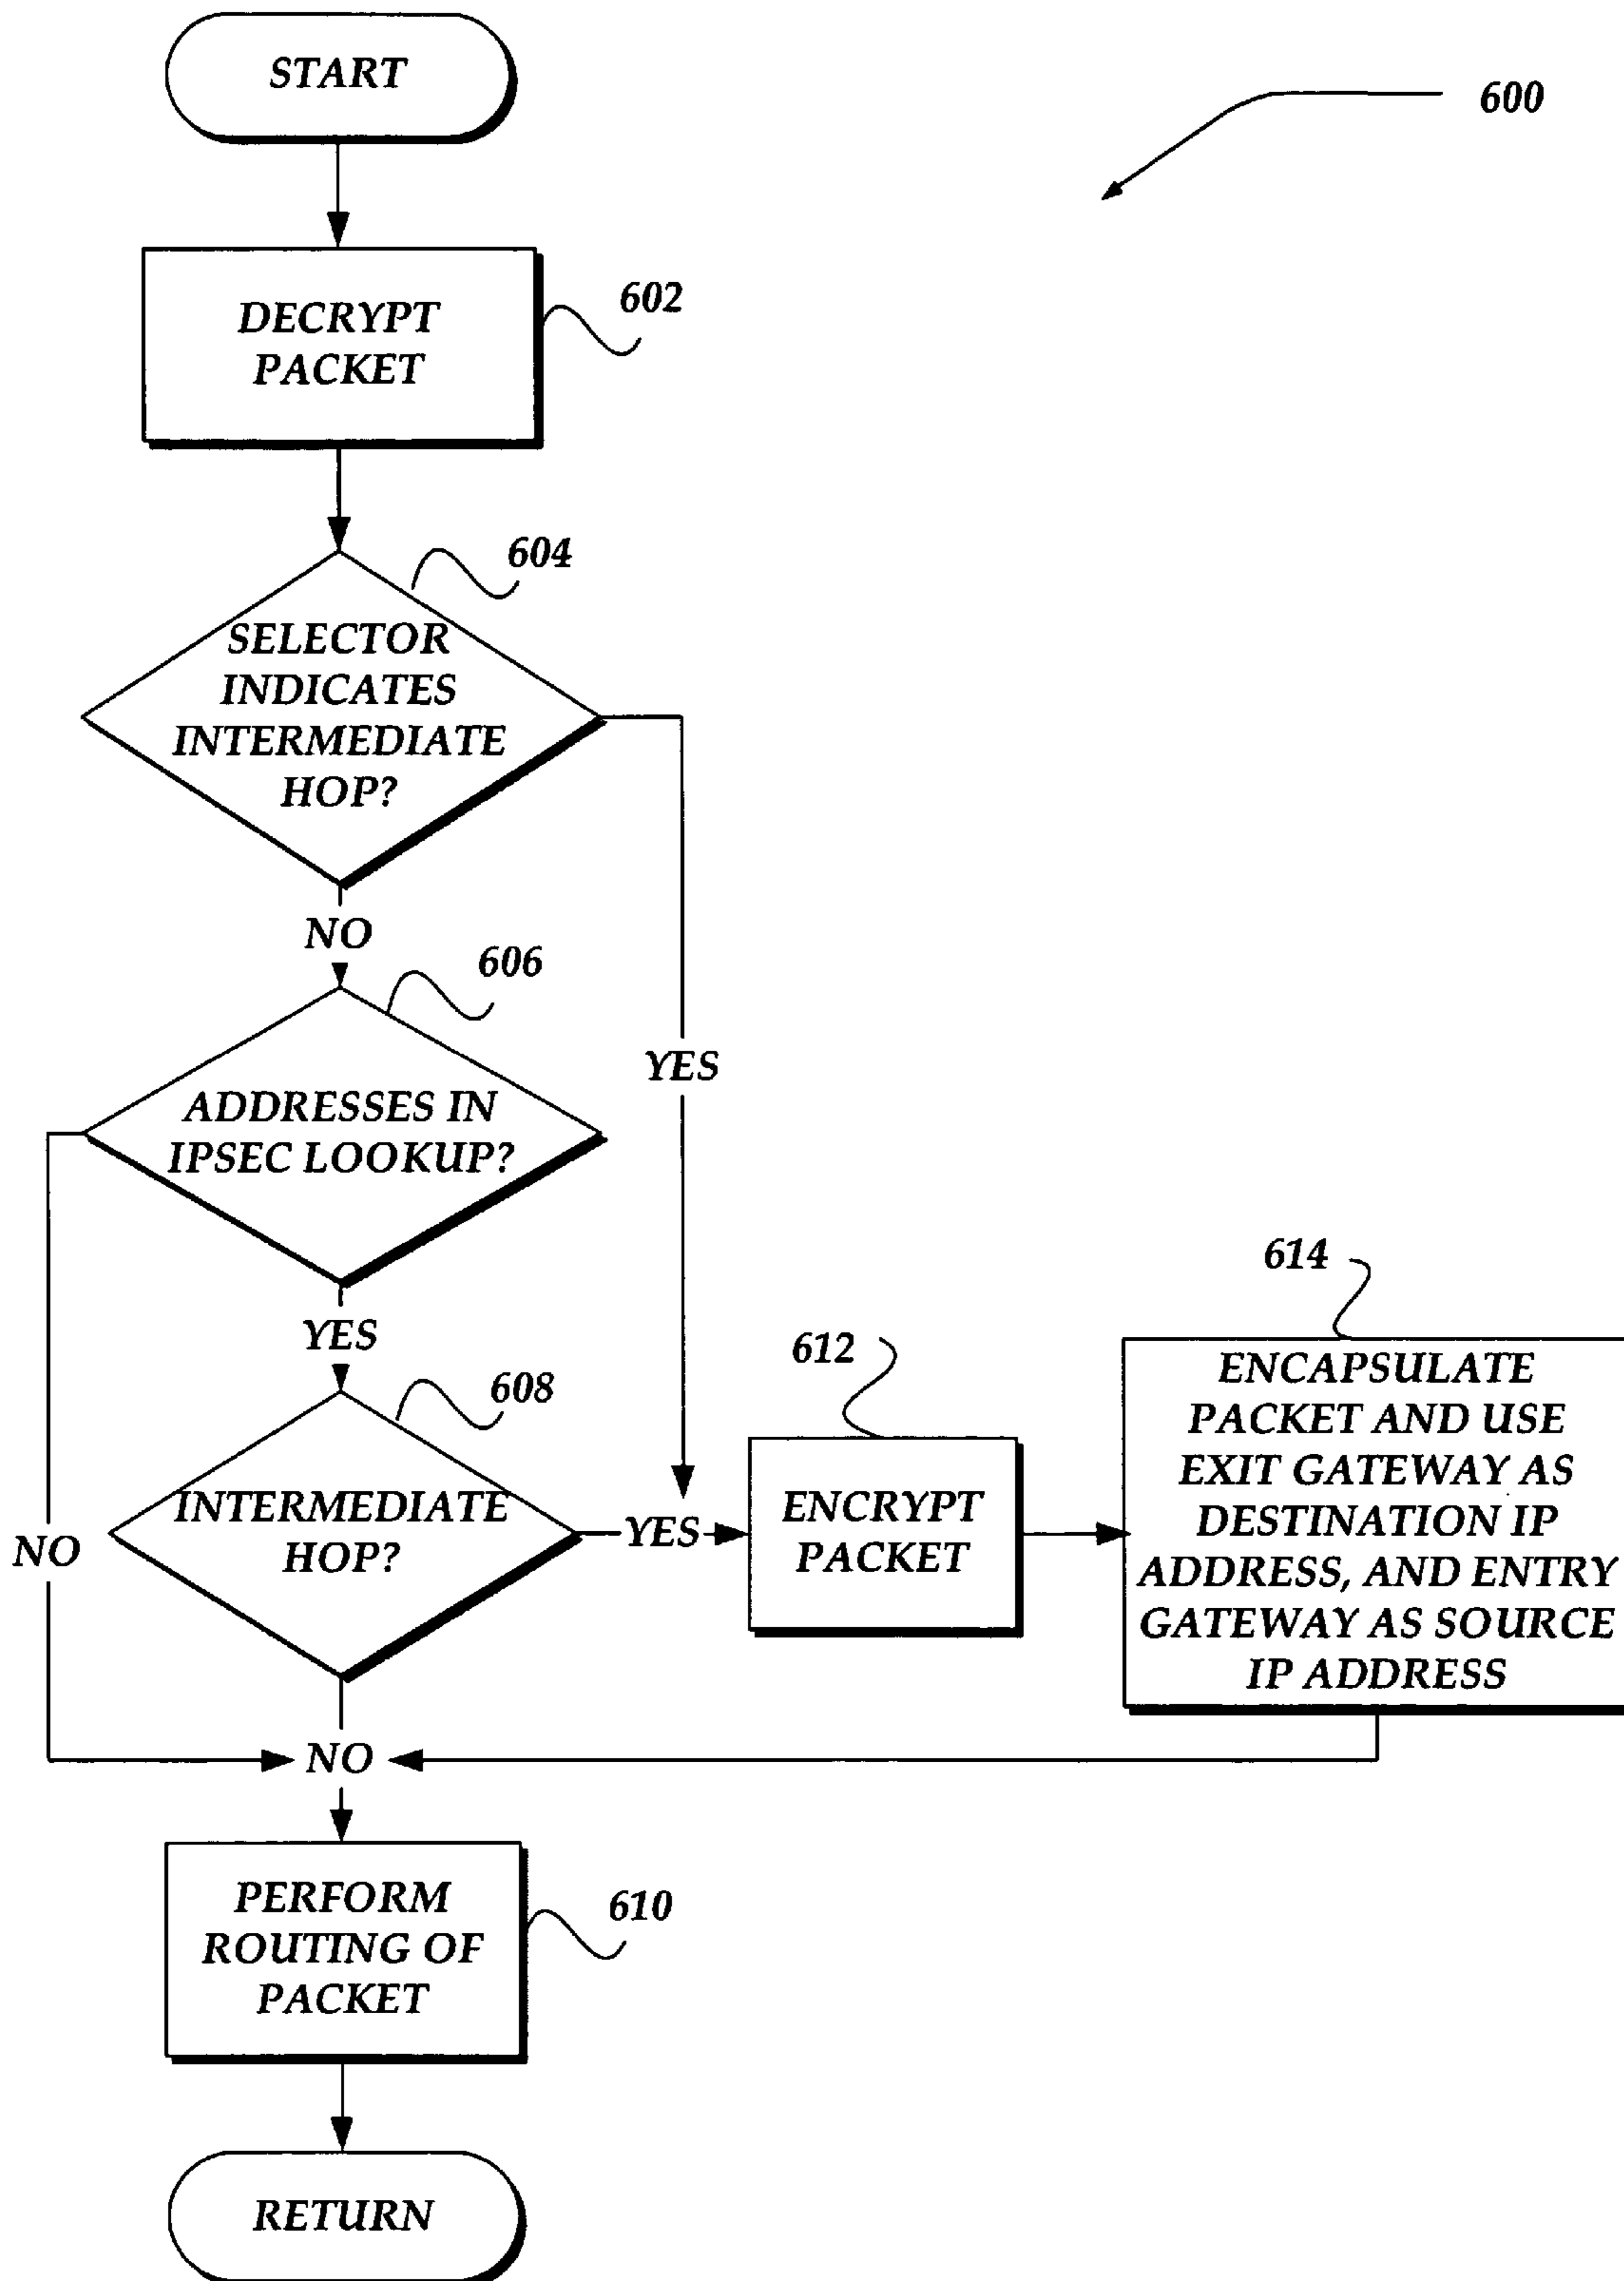 START
600
DECRYPT
PACKET
602
604
SELECTOR
INDICATES
INTERMEDIATE
HOP?
NO
606
YES
ADDRESSES IN
IPSEC LOOKUP?
YES
608
614
612
ENCAPSULATE
PACKET AND USE
EXIT GATEWAY AS
DESTINATION IP
ADDRESS, AND ENTRY
GATEWAY AS SOURCE
IP ADDRESS
INTERMEDIATE
HOP?
YES
ENCRYPT
PACKET
NO
NO
PERFORM
ROUTING OF
PACKET
610
RETURN